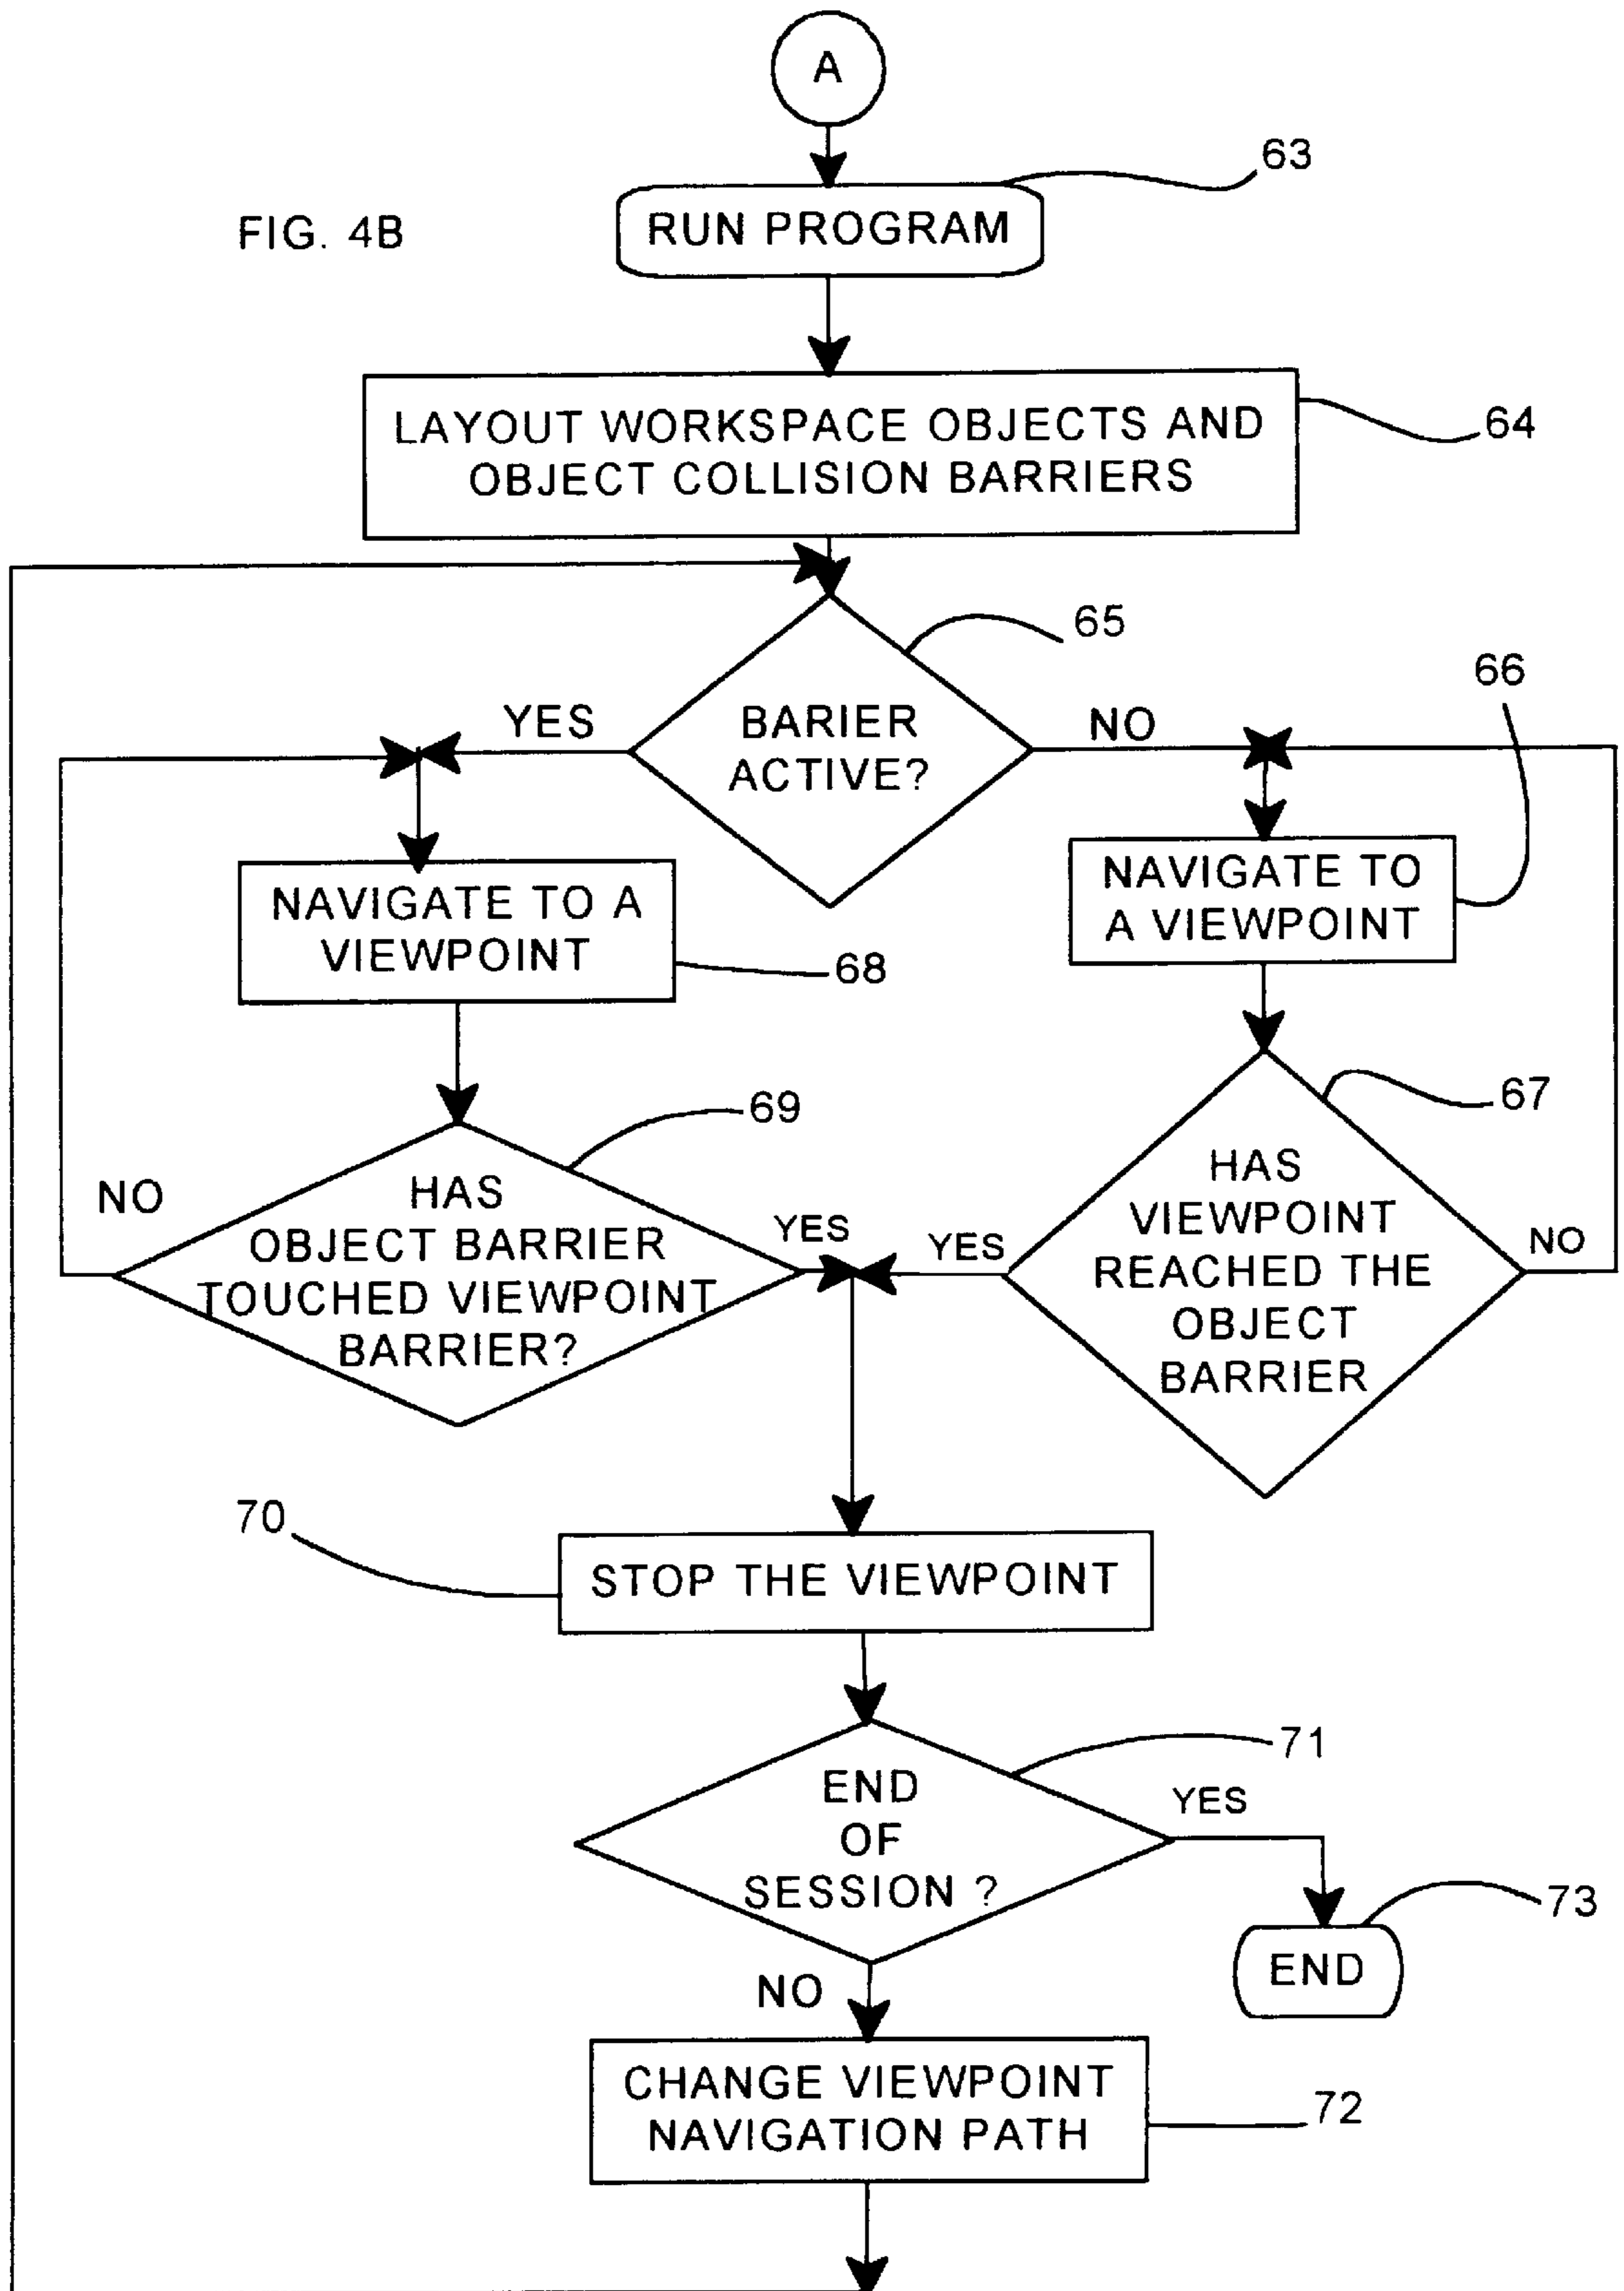 A
63
FIG. 4B
RUN PROGRAM
LAYOUT WORKSPACE OBJECTS AND
OBJECT COLLISION BARRIERS
64
65
66
YES
BARIER
ACTIVE?
NO
NAVIGATE TO A
VIEWPOINT
68
NAVIGATE TO
A VIEWPOINT
69
67
NO
HAS
OBJECT BARRIER
TOUCHED VIEWPOINT
BARRIER?
YES
YES
HAS
VIEWPOINT
REACHED THE
OBJECT
BARRIER
NO
70
STOP THE VIEWPOINT
71
END
OF
SESSION ?
YES
73
END
NO
CHANGE VIEWPOINT
NAVIGATION PATH
72